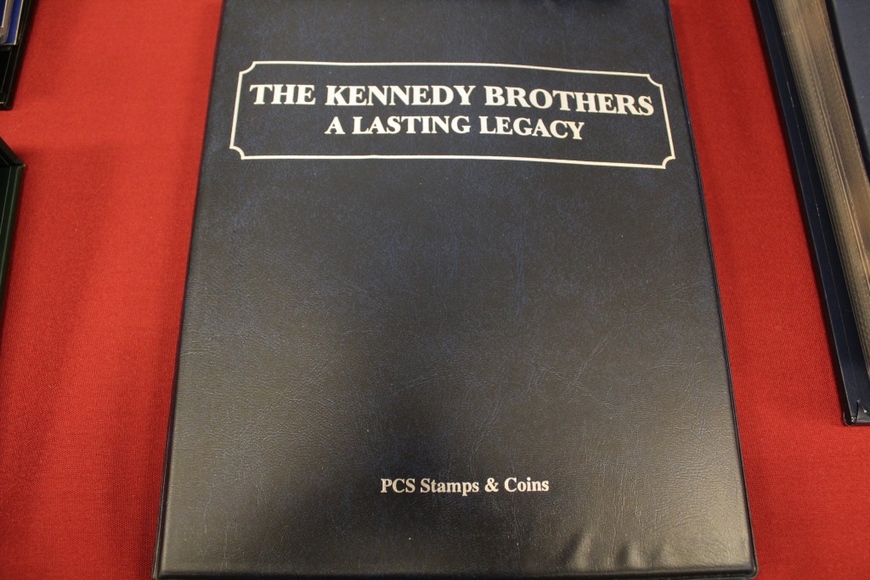 THE KENNEDY BROTHERS
A LASTING LEGACY
PCS Stamps & Coins